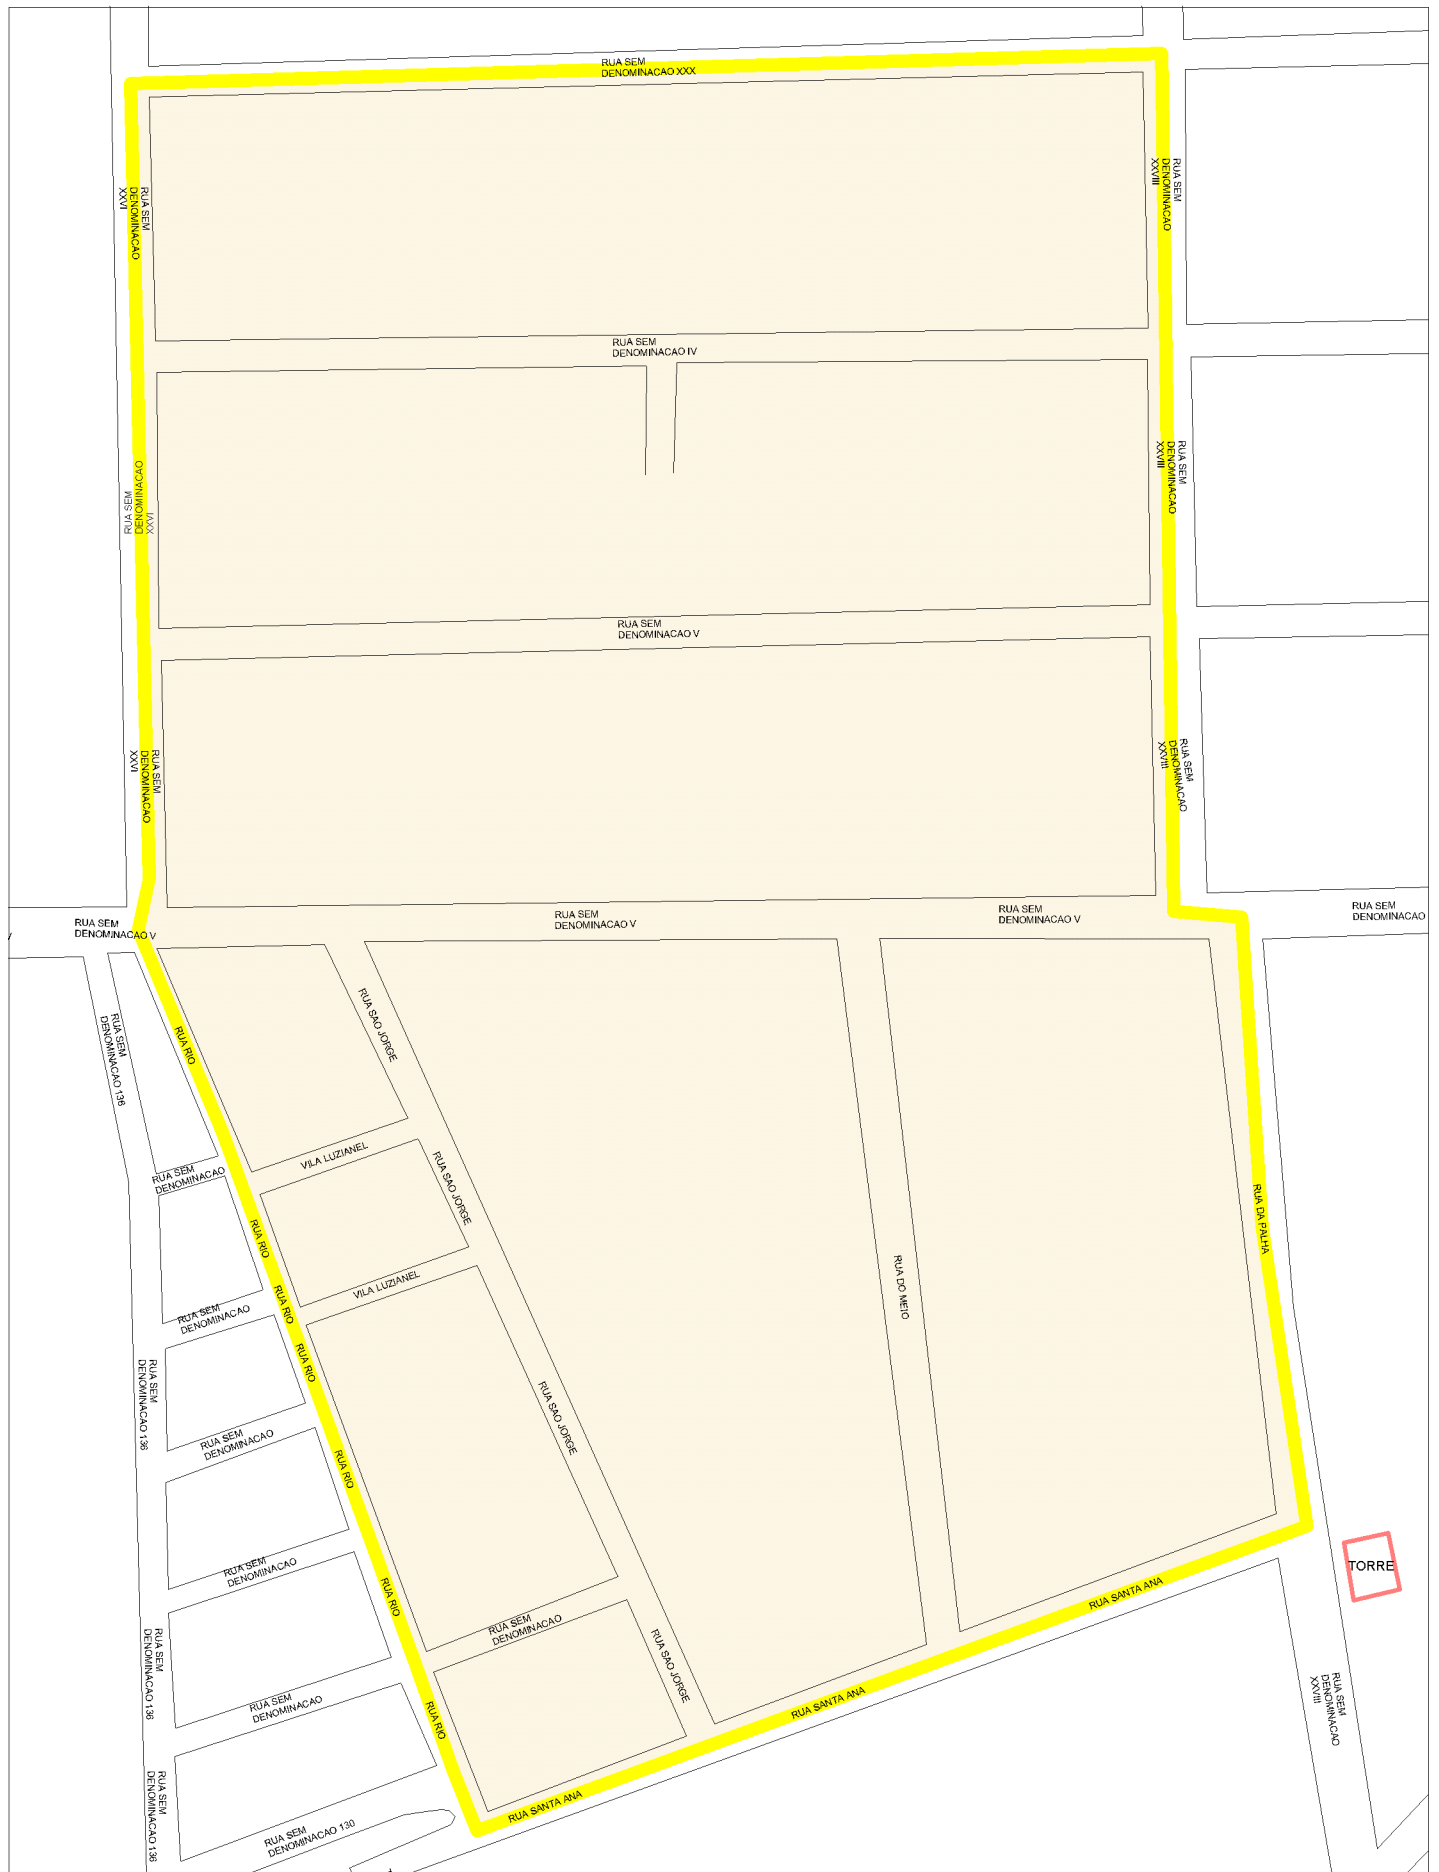 RUA SEM
DENOMINACAO XXX
RUA SEM
DENOMINACAO
XXVI
RUA SEM
DENOMINACAO
XXVIII
RUA SEM
DENOMINACAO IV
RUA SEM
DENOMINACAO
XXVI
RUA SEM
DENOMINACAO
XXVIII
RUA SEM
DENOMINACAO V
RUA SEM
DENOMINACAO
XXVI
RUA SEM
DENOMINACAO
XXVIII
RUA SEM
DENOMINACAO V
RUA SEM
DENOMINACAO V
RUA SEM
DENOMINACAO V
RUA SEM
DENOMINACAO
RUA SEM
DENOMINACAO 136
RUA RIO
RUA SAO JORGE
VILA LUZIANEL
RUA SEM
DENOMINACAO
RUA SAO JORGE
RUA DA PALHA
RUA RIO
RUA DO MEIO
VILA LUZIANEL
RUA RIO
RUA SEM
DENOMINACAO
RUA RIO
RUA SEM
DENOMINACAO 136
RUA SAO JORGE
RUA SEM
DENOMINACAO
RUA RIO
TORRE
RUA SEM
DENOMINACAO
RUA RIO
RUA SANTA ANA
RUA SEM
DENOMINACAO
RUA SEM
DENOMINACAO 136
RUA SAO JORGE
RUA SEM
DENOMINACAO
XXVIII
RUA SEM
DENOMINACAO
RUA SANTA ANA
RUA RIO
RUA SANTA ANA
RUA SEM
DENOMINACAO 136
RUA SEM
DENOMINACAO 130